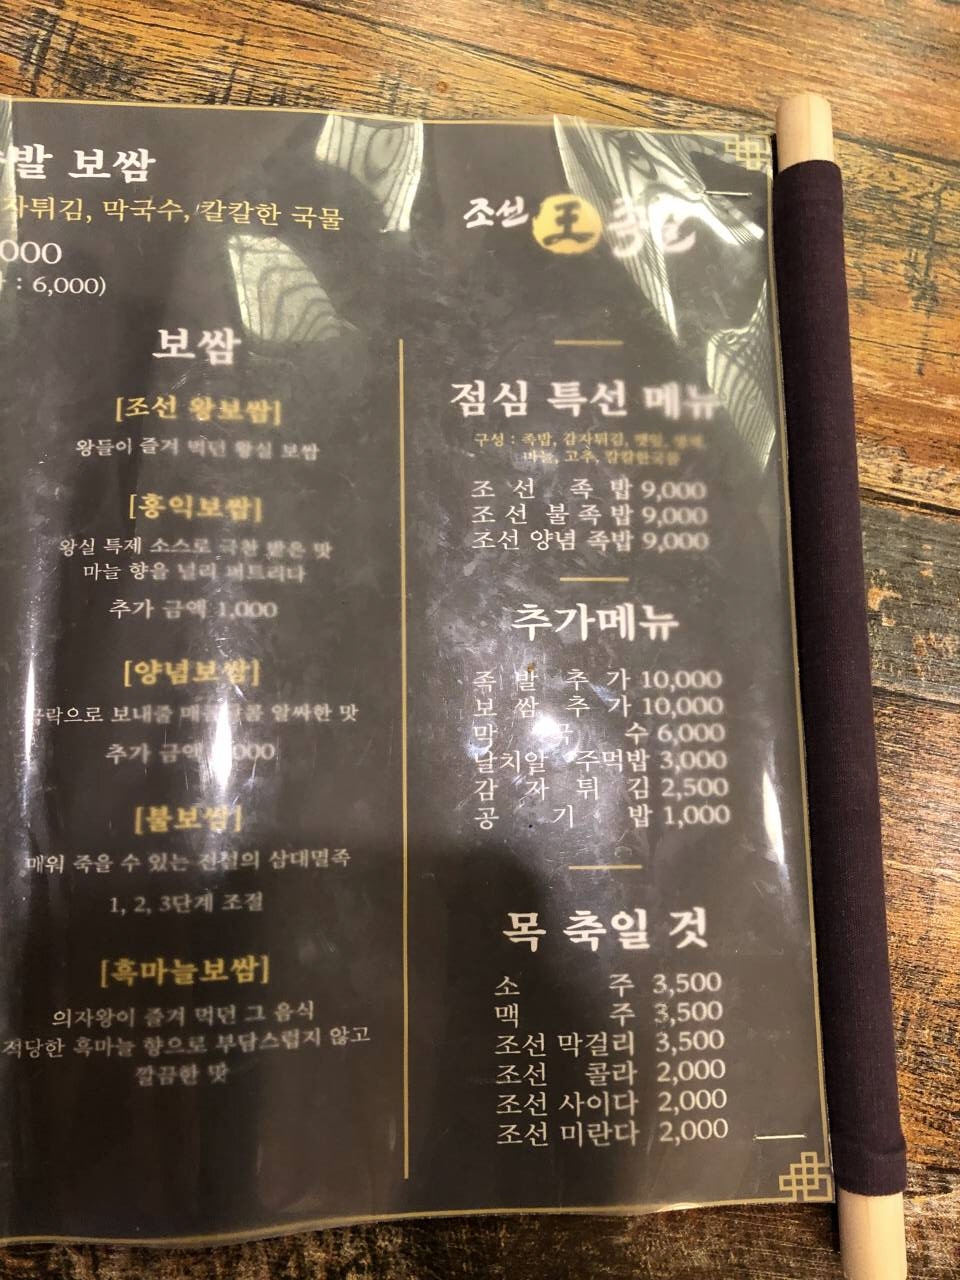 발 보쌈
자튀김, 막국수, 칼칼한 국물
000
: 6,000)
조선 王 족발
보쌈
[조선 왕보쌈]
왕들이 즐겨 먹던 왕실 보쌈
[홍익보쌈]
왕실 특제 소스로 극찬 받은 맛
마늘 향을 널리 퍼트리다
추가 금액 1,000
[양념보쌈]
극락으로 보내줄 매콤달콤 알싸한 맛
추가 금액 000
[불보쌈]
매워 죽을 수 있는 전설의 삼대멸족
1, 2, 3단계 조절
[흑마늘보쌈]
의자왕이 즐겨 먹던 그 음식
적당한 흑마늘 향으로 부담스럽지 않고
깔끔한 맛
점심 특선 메뉴
구성 : 족밥, 감자튀김, 깻잎, 쌈채,
마늘, 고추, 칼칼한국물
조선 족밥 9,000
조선 불족밥 9,000
조선 양념 족밥 9,000
추가메뉴
족발 추가 10,000
보쌈 추가 10,000
막국수 6,000
날치알 주먹밥 3,000
감자튀김 2,500
공기밥 1,000
목 축일 것
소주 3,500
맥주 3,500
조선 막걸리 3,500
조선 콜라 2,000
조선 사이다 2,000
조선 미란다 2,000